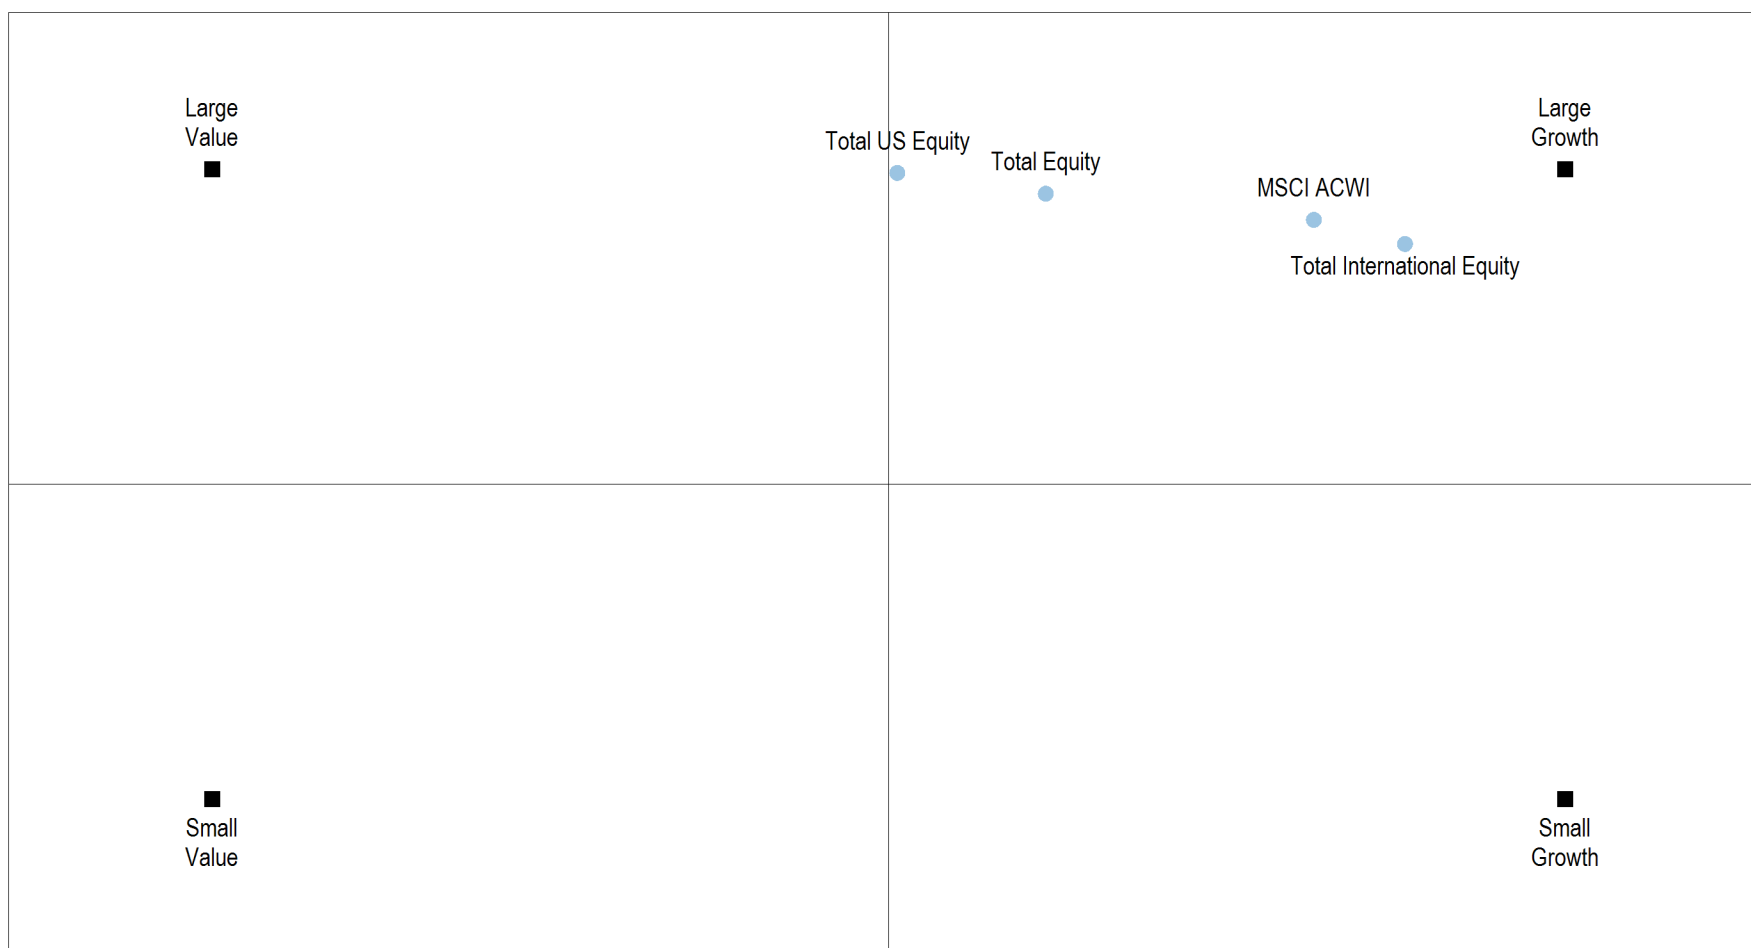 Large
Value
Total US Equity
Total Equity
MSCI ACWI
Total International Equity
Large
Growth
Small
Value
Small
Growth